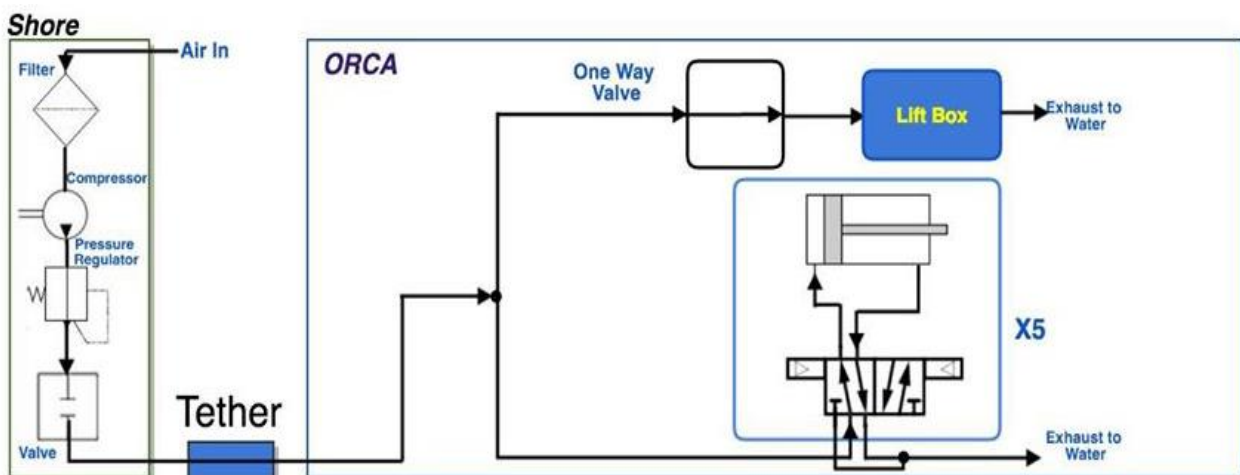 Shore
Air In
Filter
Compressor
Pressure
Regulator
Valve
Tether
ORCA
One Way
Valve
Lift Box
Exhaust to
Water
X5
Exhaust to
Water